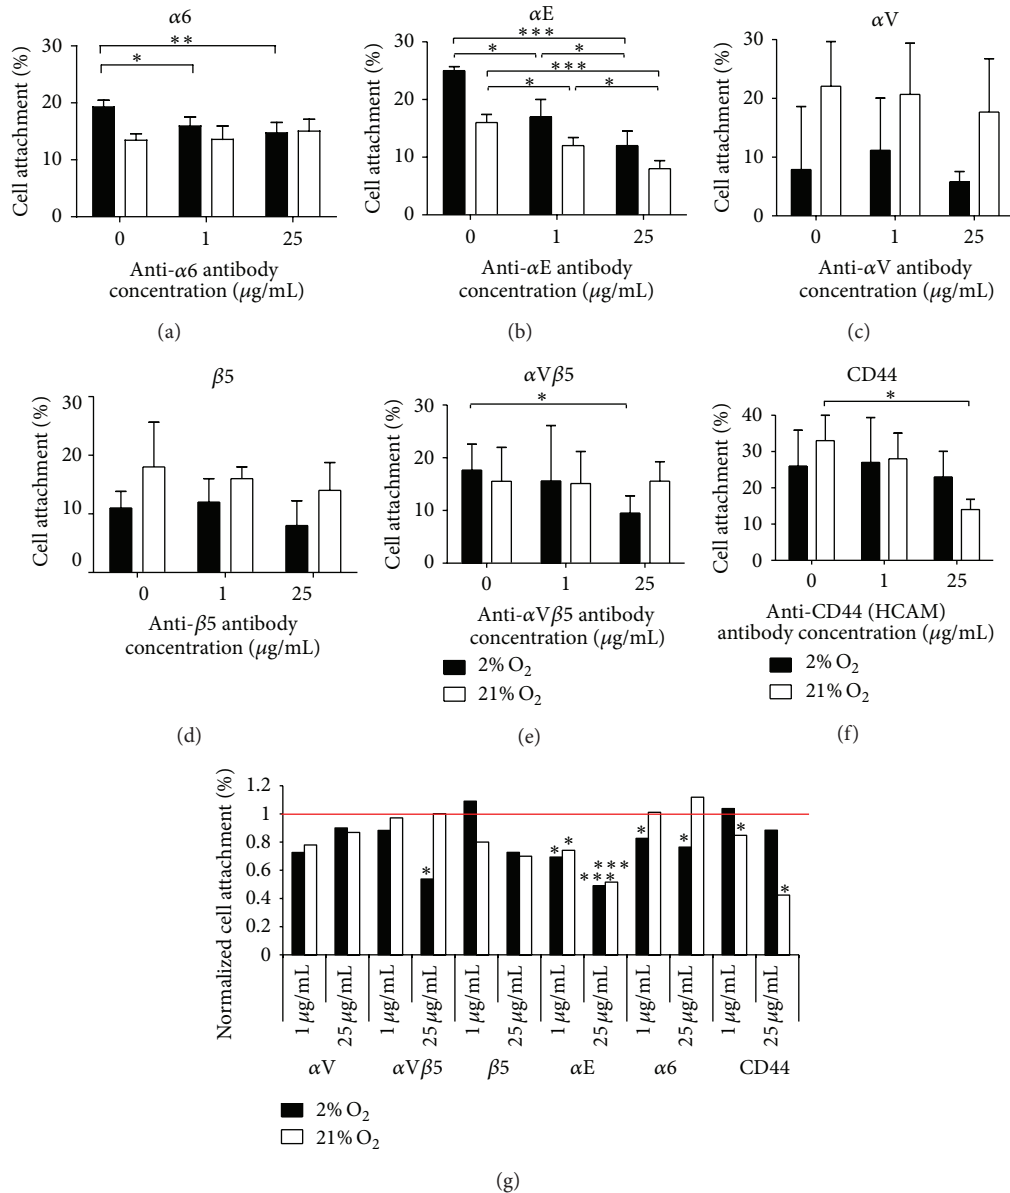 α6
**
*
30
20
10
0
Cell attachment (%)
0 1 25
Anti-α6 antibody
concentration (μg/mL)
(a)
αE
***
* *
***
* *
30
20
10
0
Cell attachment (%)
0 1 25
Anti-αE antibody
concentration (μg/mL)
(b)
αV
30
20
10
0
Cell attachment (%)
0 1 25
Anti-αV antibody
concentration (μg/mL)
(c)
β5
30
20
10
0
Cell attachment (%)
0 1 25
Anti-β5 antibody
concentration (μg/mL)
(d)
αVβ5
*
30
20
10
0
Cell attachment (%)
0 1 25
Anti-αVβ5 antibody
concentration (μg/mL)
2% O2
21% O2
(e)
CD44
*
40
30
20
10
0
Cell attachment (%)
0 1 25
Anti-CD44 (HCAM)
antibody concentration (μg/mL)
2% O2
21% O2
(f)
1.2
1
0.8
0.6
0.4
0.2
0
Normalized cell attachment (%)
*
* *
***
***
* *
*
*
1 μg/mL
25 μg/mL
1 μg/mL
25 μg/mL
1 μg/mL
25 μg/mL
1 μg/mL
25 μg/mL
1 μg/mL
25 μg/mL
1 μg/mL
25 μg/mL
αV αVβ5 β5 αE α6 CD44
2% O2
21% O2
(g)